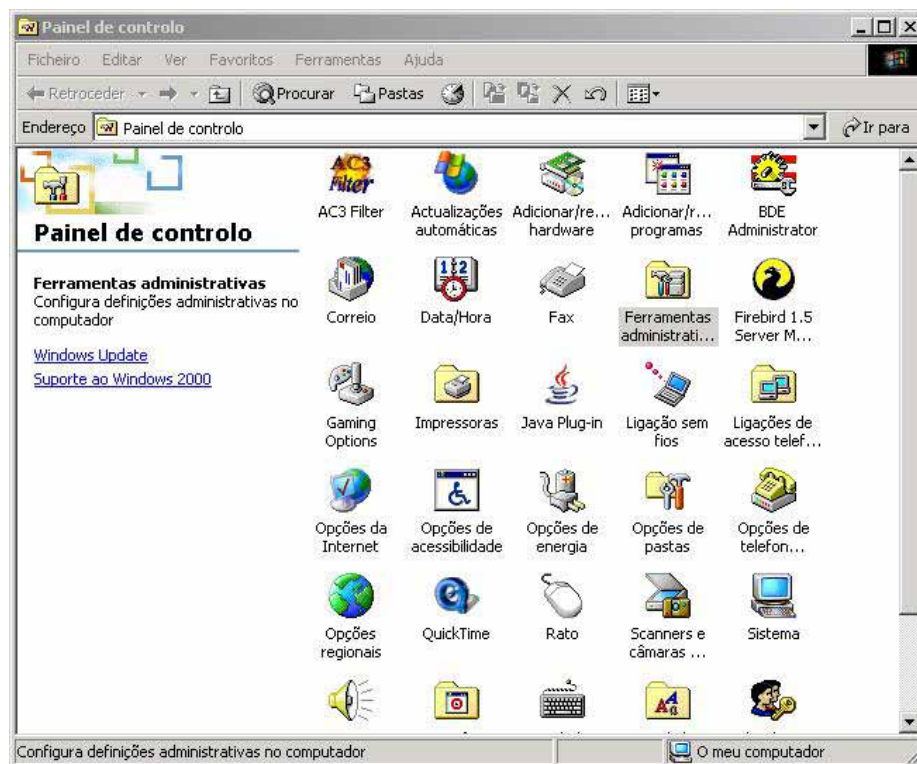 Painel de controlo
Ficheiro Editar Ver Favoritos Ferramentas Ajuda
Retroceder Procurar Pastas
Endereço Painel de controlo Ir para
Painel de controlo
Ferramentas administrativas
Configura definições administrativas no
computador
Windows Update
Suporte ao Windows 2000
AC3 Filter
AC3 Filter
Actualizações
automáticas
Adicionar/re...
hardware
Adicionar/r...
programas
BDE
Administrator
Correio
Data/Hora
Fax
Ferramentas
administrati...
Firebird 1.5
Server M...
Gaming
Options
Impressoras
Java Plug-in
Ligação sem
fios
Ligações de
acesso telef...
Opções da
Internet
Opções de
acessibilidade
Opções de
energia
Opções de
pastas
Opções de
telefon...
Opções
regionais
QuickTime
Rato
Scanners e
câmaras ...
Sistema
Configura definições administrativas no computador
O meu computador